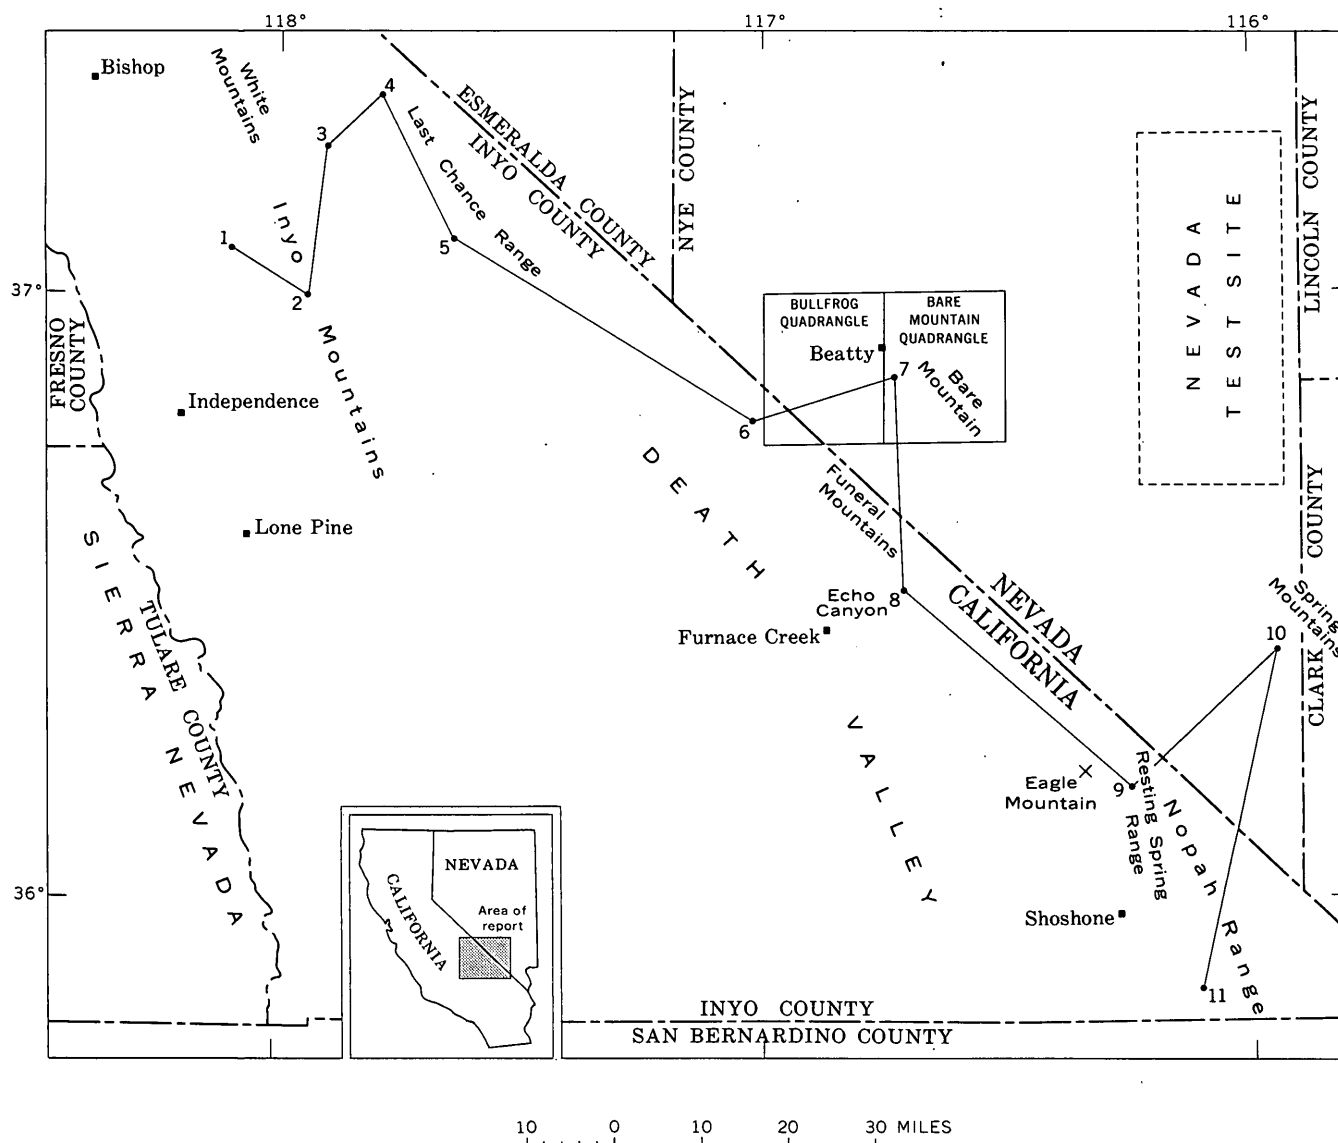 118°
117°
116°
Bishop
White
Mountains
4
3
Last Chance Range
ESMERALDA COUNTY
INYO COUNTY
NYE COUNTY
LINCOLN COUNTY
NEVADA
TEST SITE
1
Inyo Mountains
2
5
37°
FRESNO
COUNTY
BULLFROG
QUADRANGLE
BARE
MOUNTAIN
QUADRANGLE
Beatty
7
Bare
Mountain
6
Independence
DEATH VALLEY
Funeral
Mountains
Lone Pine
SIERRA NEVADA
TULARE COUNTY
Echo
Canyon
8
Furnace Creek
NEVADA
CALIFORNIA
Spring
Mountains
10
CLARK COUNTY
Eagle
Mountain
9
Resting Spring
Range
Nopah Range
36°
Shoshone
11
NEVADA
CALIFORNIA
Area of
report
INYO COUNTY
SAN BERNARDINO COUNTY
10 0 10 20 30 MILES